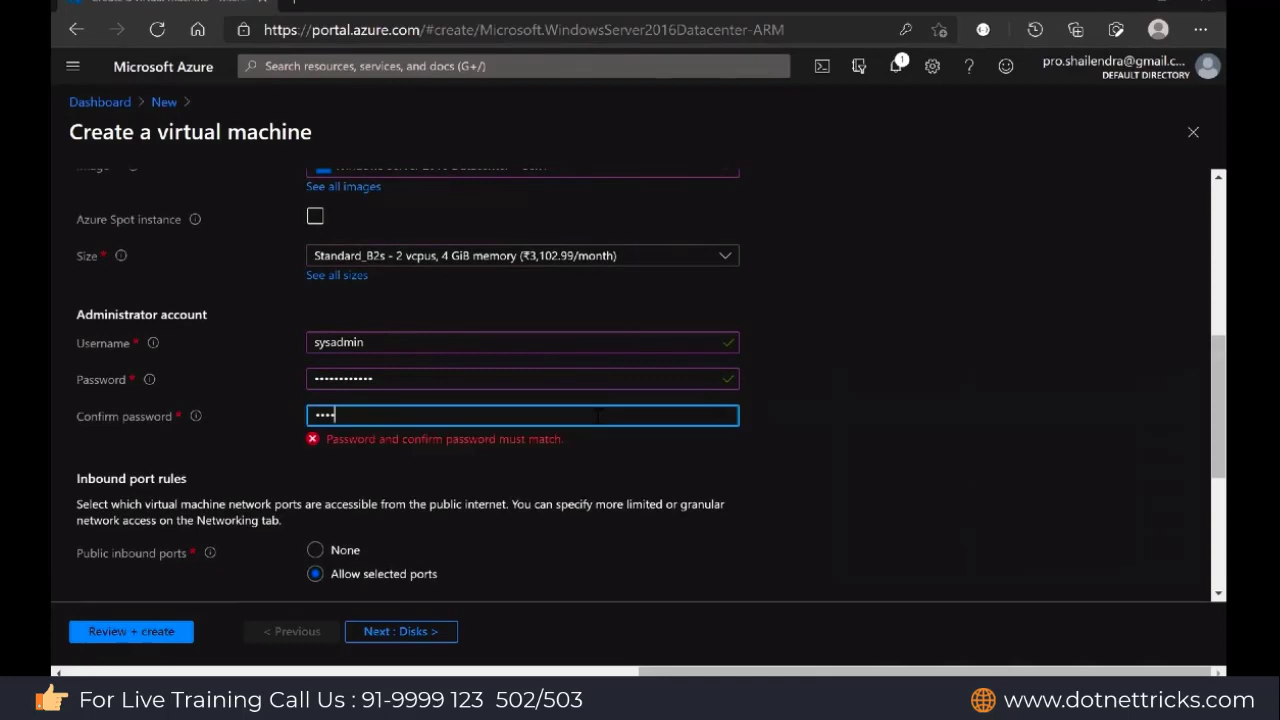 https://portal.azure.com/#create/Microsoft.WindowsServer2016Datacenter-ARM
Microsoft Azure
Search resources, services, and docs (G+/)
1
pro.shailendra@gmail.c...
DEFAULT DIRECTORY
Dashboard > New >
Create a virtual machine
See all images
Azure Spot instance
Size * Standard_B2s - 2 vcpus, 4 GiB memory (₹3,102.99/month)
See all sizes
Administrator account
Username * sysadmin
Password * ••••••••••••
Confirm password * ••••
Password and confirm password must match.
Inbound port rules
Select which virtual machine network ports are accessible from the public internet. You can specify more limited or granular
network access on the Networking tab.
Public inbound ports * None
Allow selected ports
Review + create < Previous Next : Disks >
For Live Training Call Us : 91-9999 123 502/503 www.dotnettricks.com